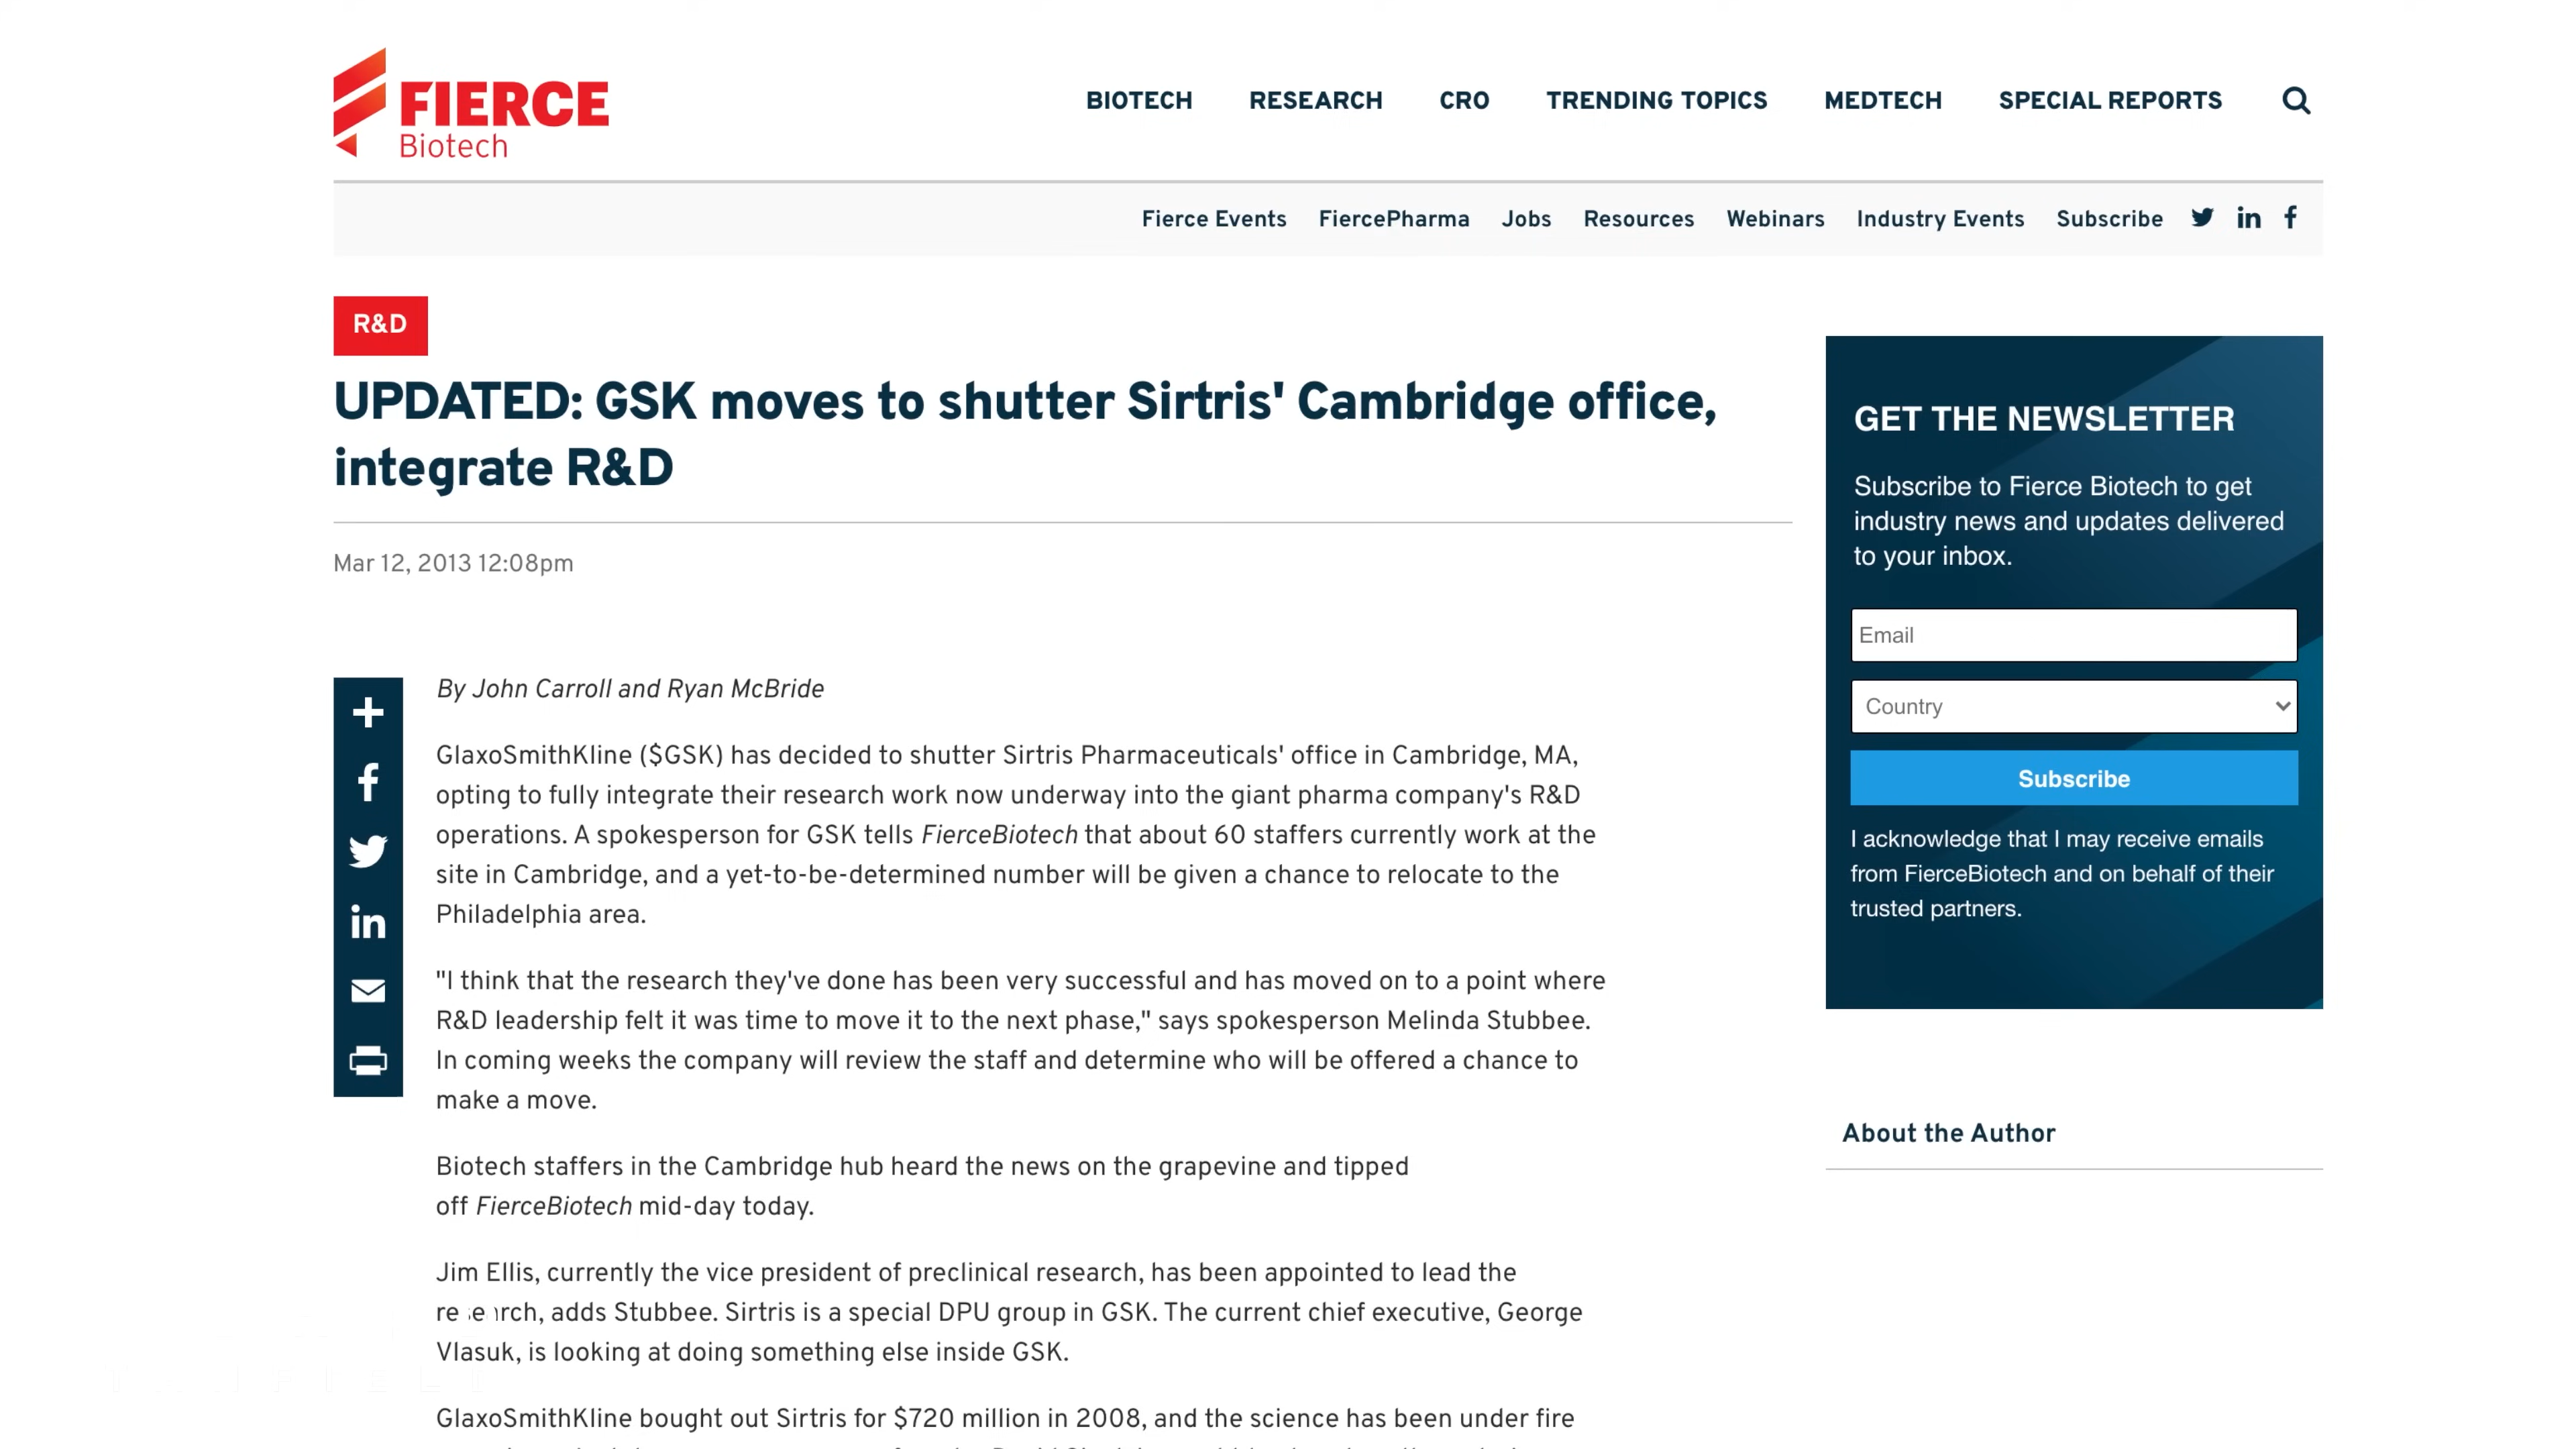 FIERCE
Biotech
BIOTECH RESEARCH CRO TRENDING TOPICS MEDTECH SPECIAL REPORTS
Fierce Events FiercePharma Jobs Resources Webinars Industry Events Subscribe
R&D
UPDATED: GSK moves to shutter Sirtris' Cambridge office,
integrate R&D
Mar 12, 2013 12:08pm
By John Carroll and Ryan McBride
GlaxoSmithKline ($GSK) has decided to shutter Sirtris Pharmaceuticals' office in Cambridge, MA,
opting to fully integrate their research work now underway into the giant pharma company's R&D
operations. A spokesperson for GSK tells FierceBiotech that about 60 staffers currently work at the
site in Cambridge, and a yet-to-be-determined number will be given a chance to relocate to the
Philadelphia area.
"I think that the research they've done has been very successful and has moved on to a point where
R&D leadership felt it was time to move it to the next phase," says spokesperson Melinda Stubbee.
In coming weeks the company will review the staff and determine who will be offered a chance to
make a move.
Biotech staffers in the Cambridge hub heard the news on the grapevine and tipped
off FierceBiotech mid-day today.
Jim Ellis, currently the vice president of preclinical research, has been appointed to lead the
research, adds Stubbee. Sirtris is a special DPU group in GSK. The current chief executive, George
Vlasuk, is looking at doing something else inside GSK.
GlaxoSmithKline bought out Sirtris for $720 million in 2008, and the science has been under fire
GET THE NEWSLETTER
Subscribe to Fierce Biotech to get
industry news and updates delivered
to your inbox.
Email
Country
Subscribe
I acknowledge that I may receive emails
from FierceBiotech and on behalf of their
trusted partners.
About the Author